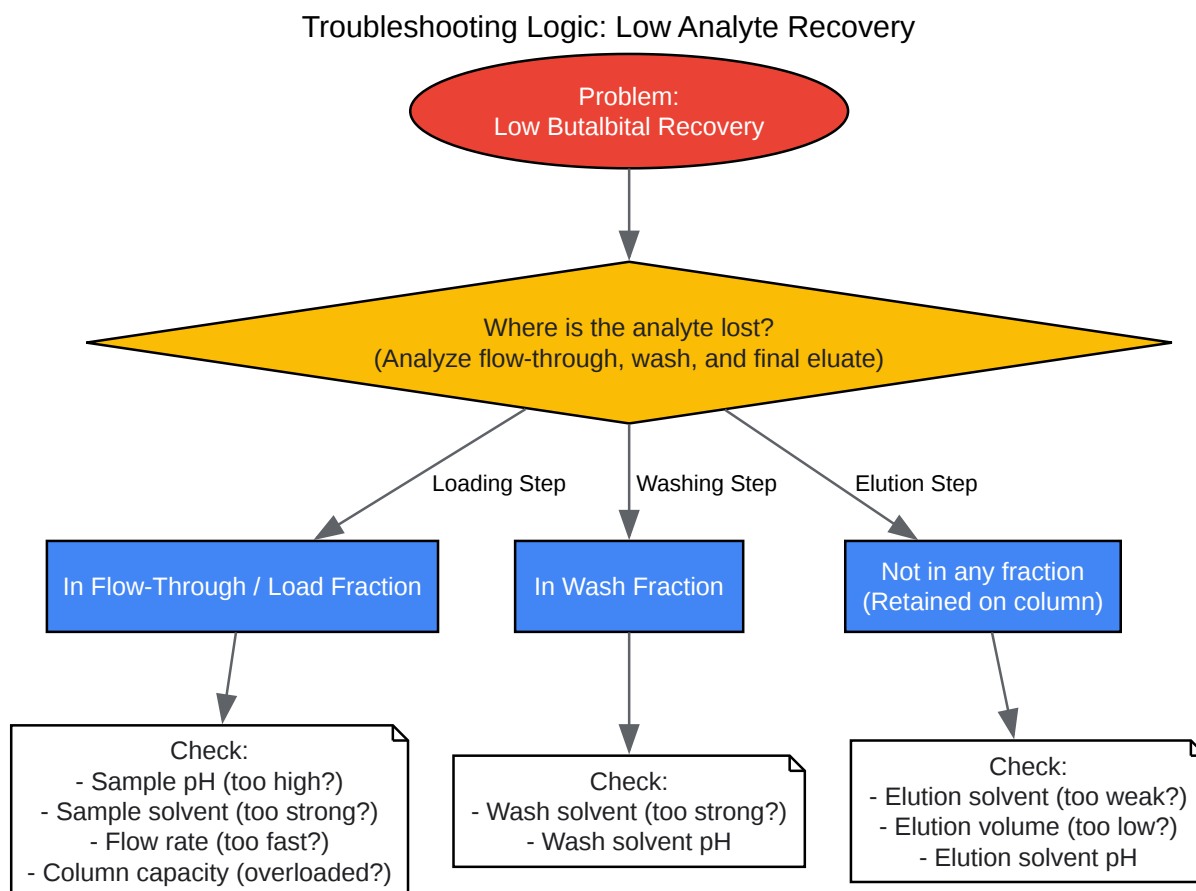 Troubleshooting Logic: Low Analyte Recovery
Problem:
Low Butalbital Recovery
Where is the analyte lost?
(Analyze flow-through, wash, and final eluate)
Loading Step
Washing Step
Elution Step
In Flow-Through / Load Fraction
In Wash Fraction
Not in any fraction
(Retained on column)
Check:
- Sample pH (too high?)
- Sample solvent (too strong?)
- Flow rate (too fast?)
- Column capacity (overloaded?)
Check:
- Wash solvent (too strong?)
- Wash solvent pH
Check:
- Elution solvent (too weak?)
- Elution volume (too low?)
- Elution solvent pH